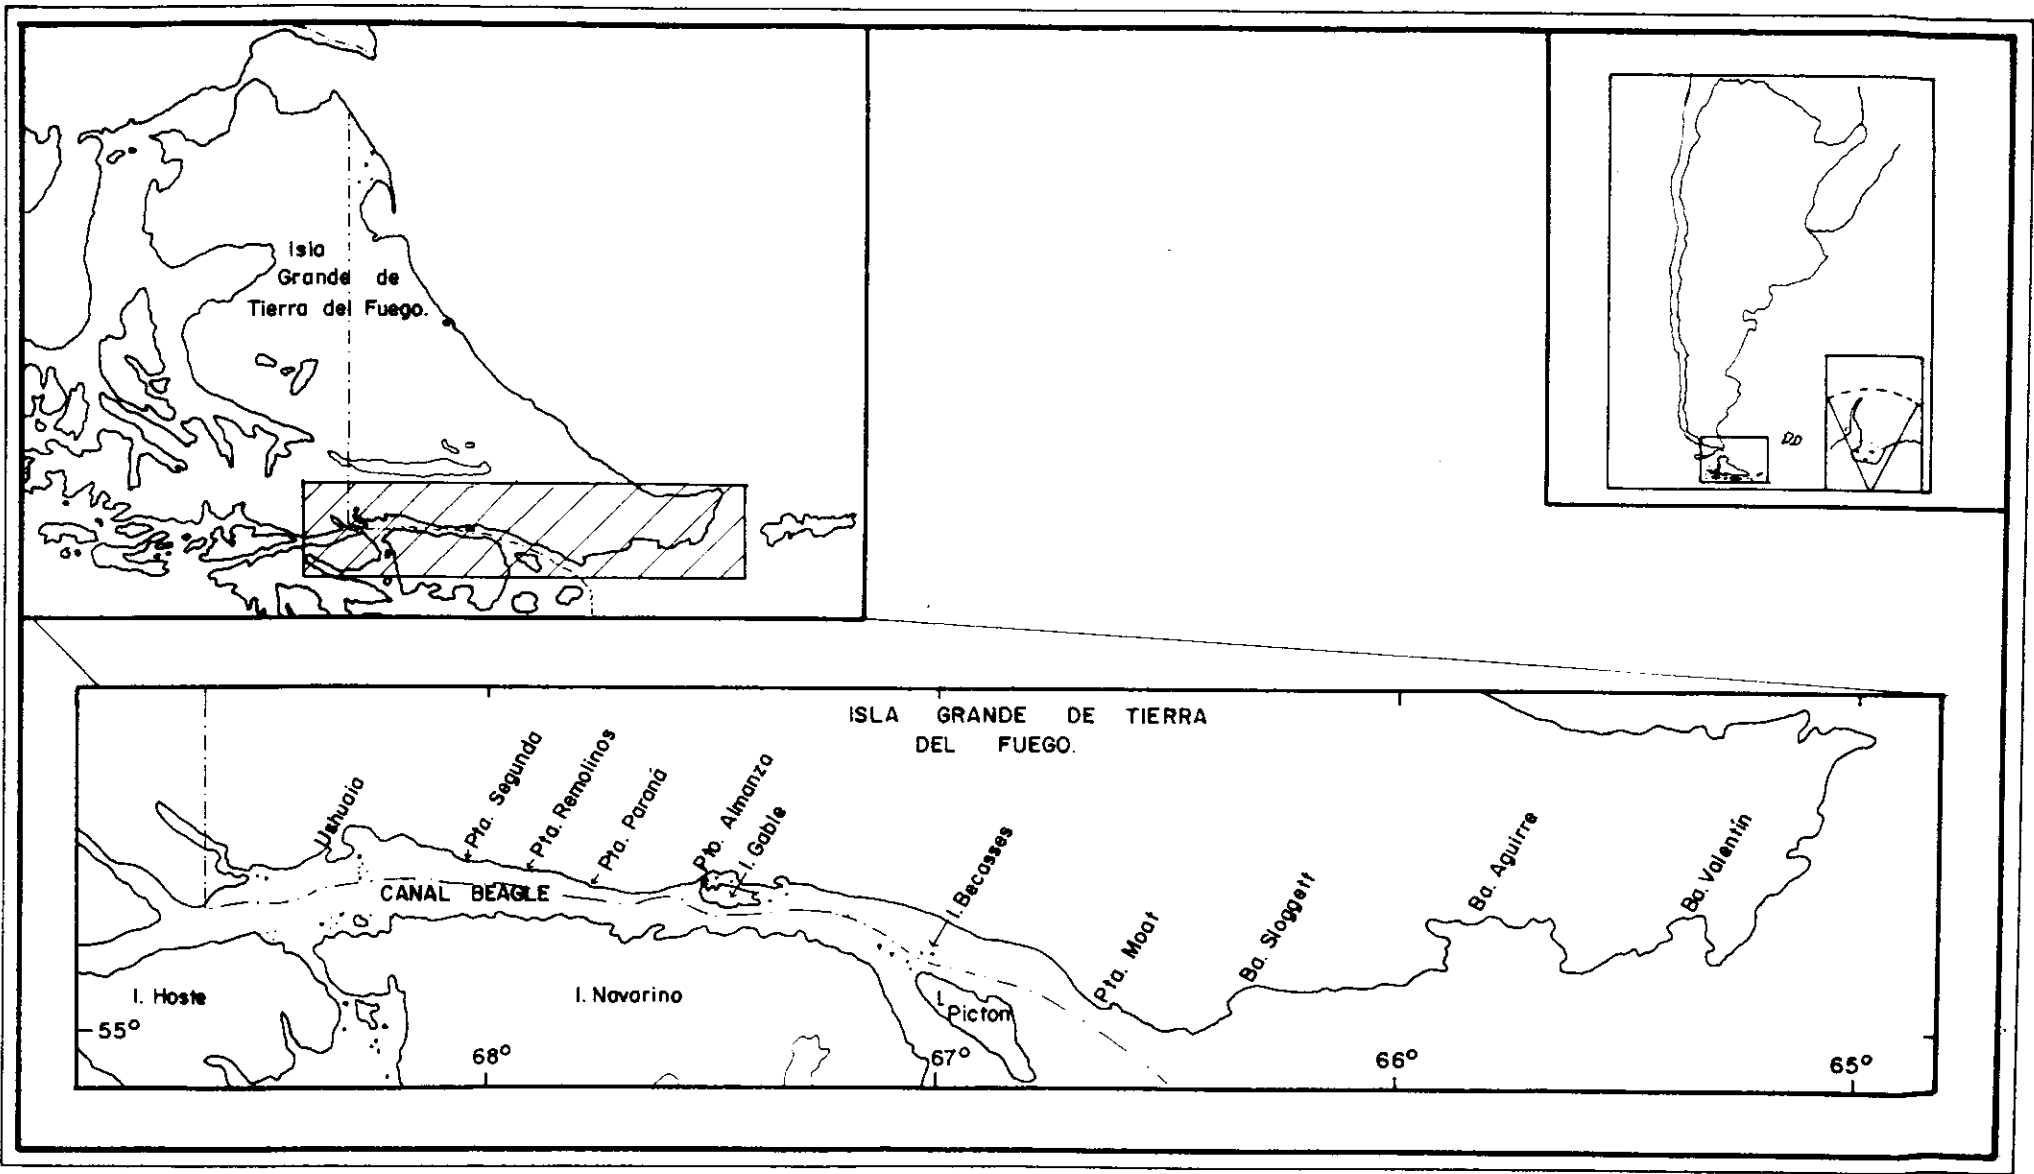 Isla
Grande de
Tierra del Fuego.
ISLA GRANDE DE TIERRA
DEL FUEGO.
Ushuaia
Pta. Segunda
Pta. Remolinos
Pta. Paraná
Pto. Almanza
I. Gable
I. Becasses
Pta. Moat
Ba. Sloggett
Ba. Aguirre
Ba. Valentín
CANAL BEAGLE
I. Hoste
I. Navarino
I.
Picton
55°
68°
67°
66°
65°